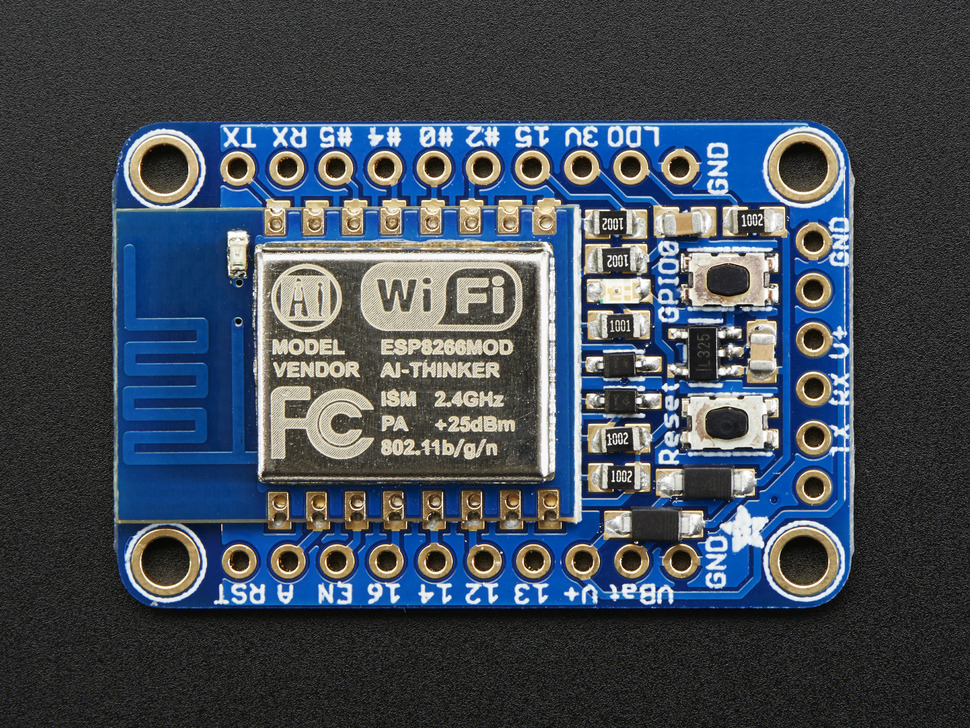 TX RX #5 #4 #0 #2 15 3V LDO
GND
1002
1002
1002
GPIO0
GND
Ai
Wi Fi
MODEL ESP8266MOD
VENDOR AI-THINKER
FC
ISM 2.4GHz
PA +25dBm
802.11b/g/n
1001
V+
RX
TX
Reset
1002
1002
RST A EN 16 14 12 13 V+ VBat
GND